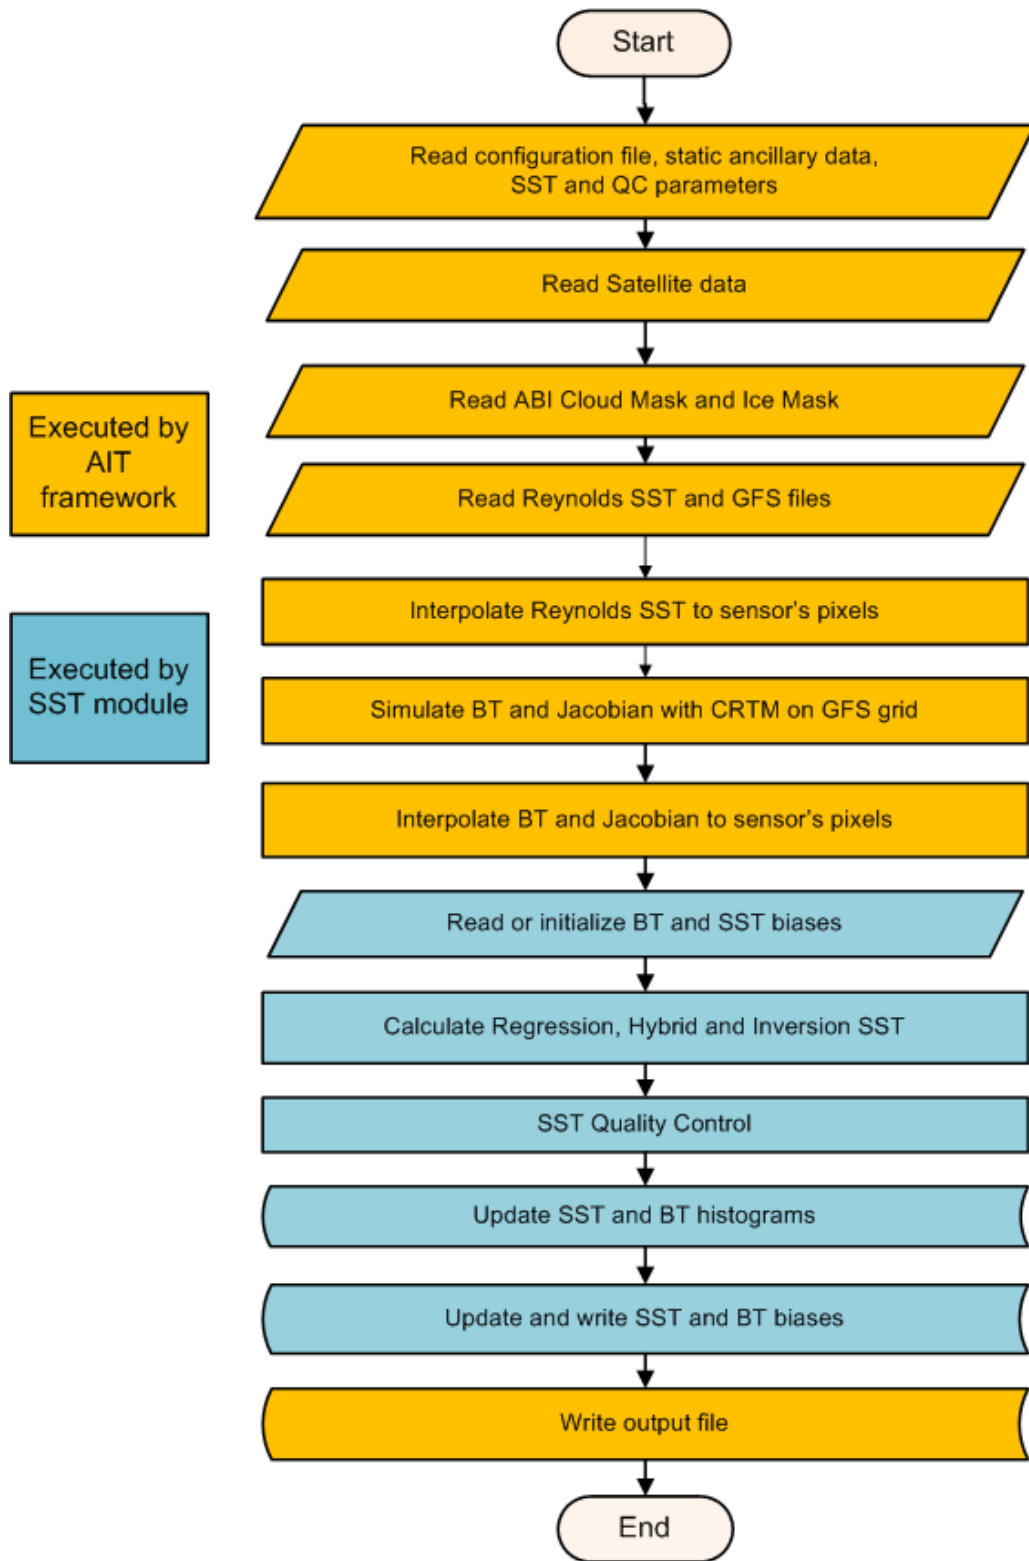 Start
Read configuration file, static ancillary data,
SST and QC parameters
Read Satellite data
Read ABI Cloud Mask and Ice Mask
Executed by
AIT
framework
Read Reynolds SST and GFS files
Interpolate Reynolds SST to sensor's pixels
Executed by
SST module
Simulate BT and Jacobian with CRTM on GFS grid
Interpolate BT and Jacobian to sensor's pixels
Read or initialize BT and SST biases
Calculate Regression, Hybrid and Inversion SST
SST Quality Control
Update SST and BT histograms
Update and write SST and BT biases
Write output file
End